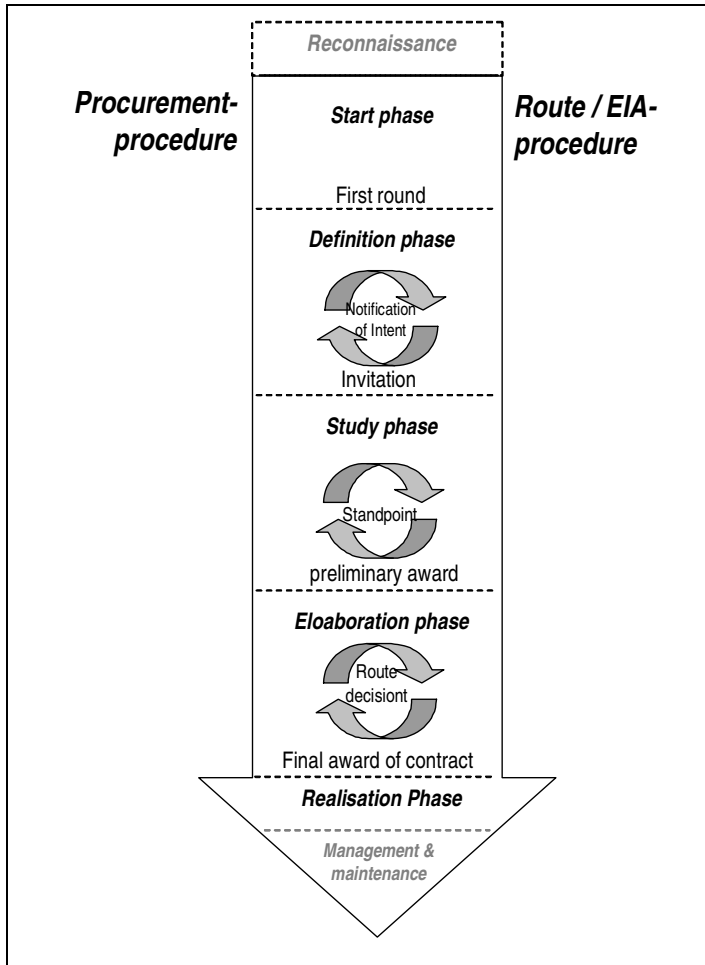 Reconnaissance
Procurement-
procedure
Start phase
Route / EIA-
procedure
First round
Definition phase
Notification
of Intent
Invitation
Study phase
Standpoint
preliminary award
Eloaboration phase
Route
decisiont
Final award of contract
Realisation Phase
Management &
maintenance